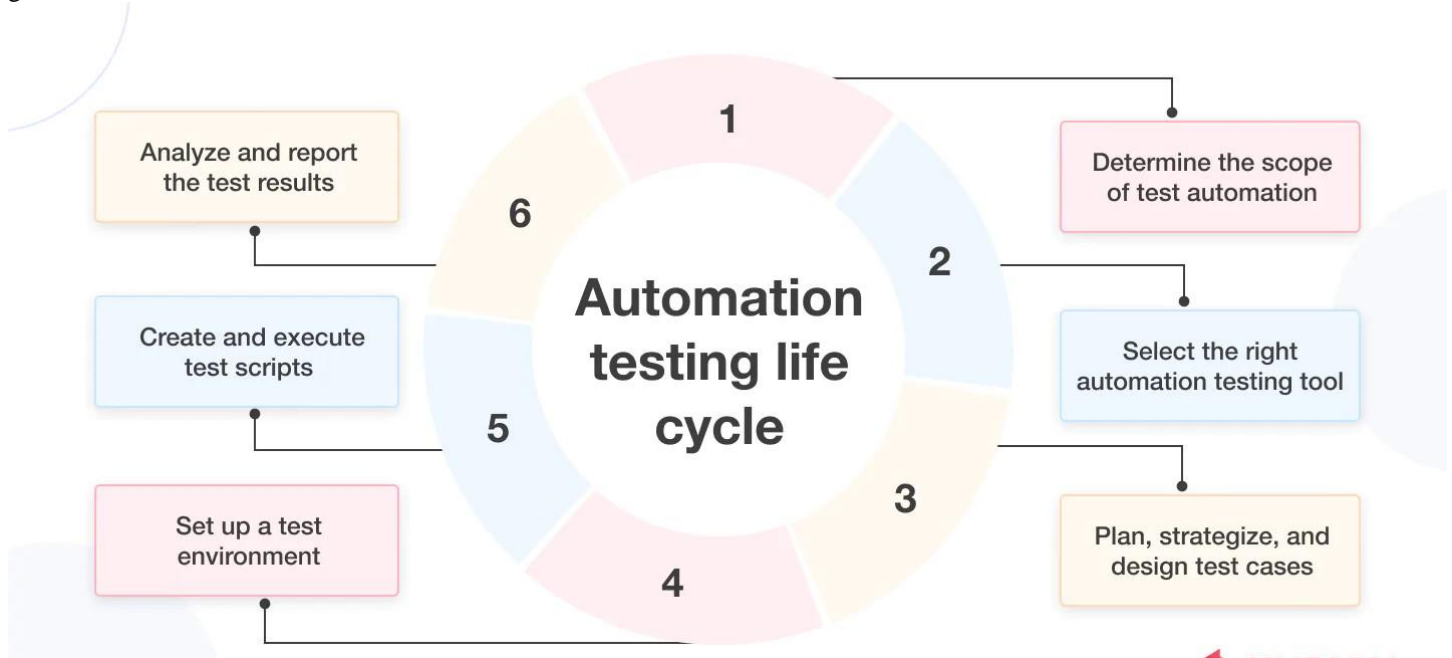 1
Determine the scope
of test automation
2
Select the right
automation testing tool
3
Plan, strategize, and
design test cases
4
Set up a test
environment
5
Create and execute
test scripts
6
Analyze and report
the test results
Automation
testing life
cycle